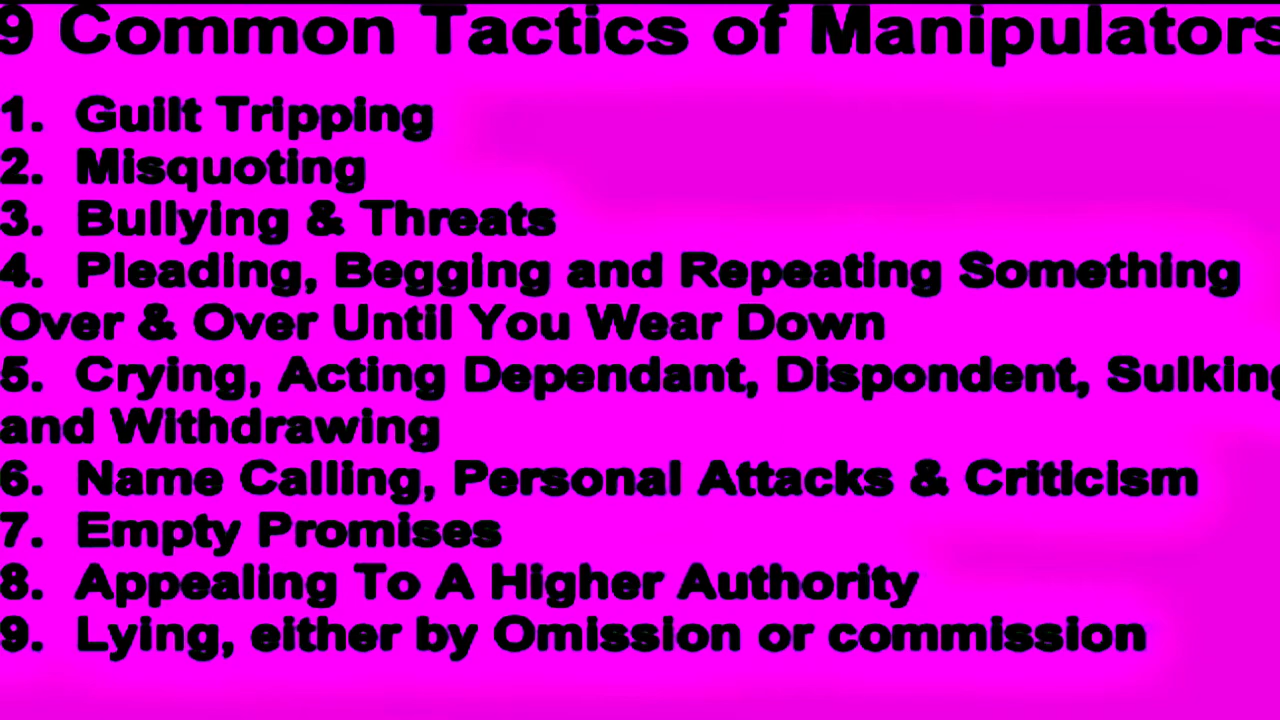 9 Common Tactics of Manipulators
1. Guilt Tripping
2. Misquoting
3. Bullying & Threats
4. Pleading, Begging and Repeating Something
Over & Over Until You Wear Down
5. Crying, Acting Dependant, Dispondent, Sulking
and Withdrawing
6. Name Calling, Personal Attacks & Criticism
7. Empty Promises
8. Appealing To A Higher Authority
9. Lying, either by Omission or commission